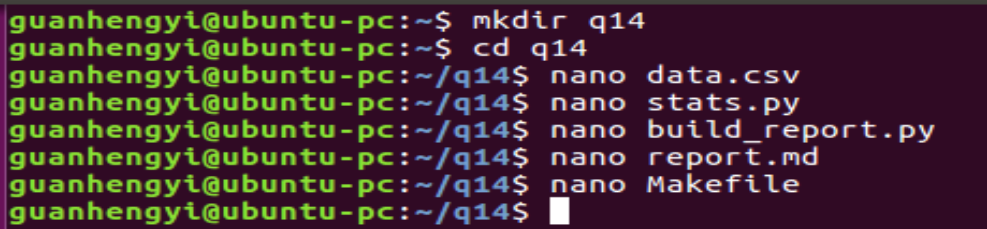 guanhengyi@ubuntu-pc:~$ mkdir q14
guanhengyi@ubuntu-pc:~$ cd q14
guanhengyi@ubuntu-pc:~/q14$ nano data.csv
guanhengyi@ubuntu-pc:~/q14$ nano stats.py
guanhengyi@ubuntu-pc:~/q14$ nano build_report.py
guanhengyi@ubuntu-pc:~/q14$ nano report.md
guanhengyi@ubuntu-pc:~/q14$ nano Makefile
guanhengyi@ubuntu-pc:~/q14$